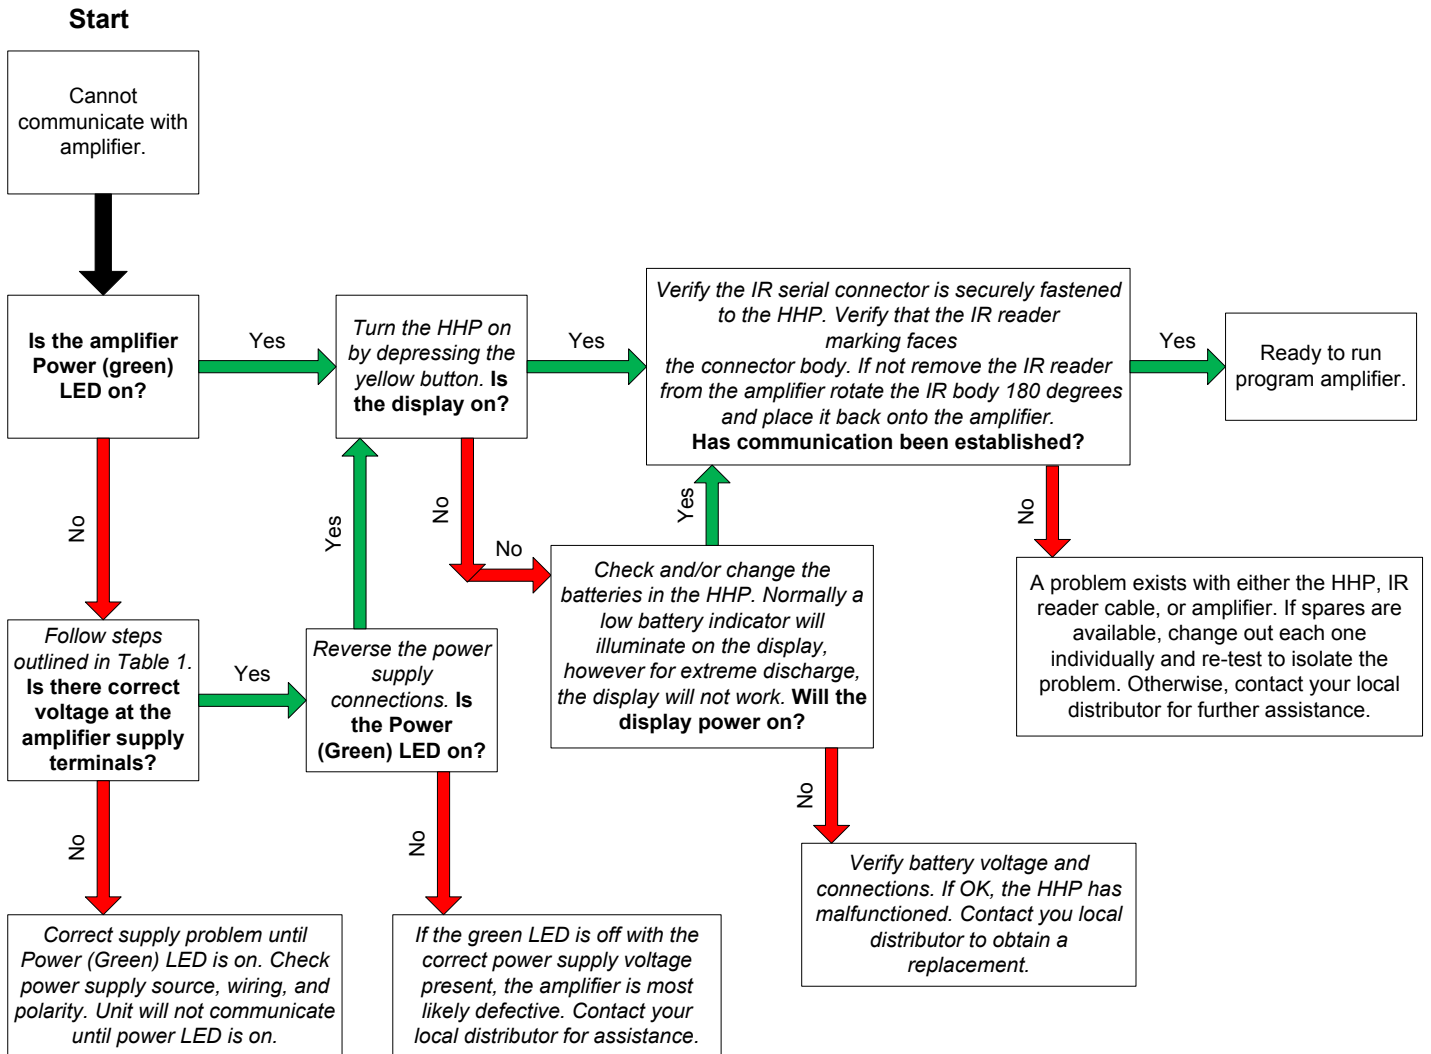 Start
Cannot
communicate with
amplifier.
Is the amplifier
Power (green)
LED on?
Yes
Turn the HHP on
by depressing the
yellow button. Is
the display on?
Yes
Verify the IR serial connector is securely fastened
to the HHP. Verify that the IR reader
marking faces
the connector body. If not remove the IR reader
from the amplifier rotate the IR body 180 degrees
and place it back onto the amplifier.
Has communication been established?
Yes
Ready to run
program amplifier.
No
Yes
No
No
Yes
No
Follow steps
outlined in Table 1.
Is there correct
voltage at the
amplifier supply
terminals?
Yes
Reverse the power
supply
connections. Is
the Power
(Green) LED on?
Check and/or change the
batteries in the HHP. Normally a
low battery indicator will
illuminate on the display,
however for extreme discharge,
the display will not work. Will the
display power on?
A problem exists with either the HHP, IR
reader cable, or amplifier. If spares are
available, change out each one
individually and re-test to isolate the
problem. Otherwise, contact your local
distributor for further assistance.
No
No
No
Correct supply problem until
Power (Green) LED is on. Check
power supply source, wiring, and
polarity. Unit will not communicate
until power LED is on.
If the green LED is off with the
correct power supply voltage
present, the amplifier is most
likely defective. Contact your
local distributor for assistance.
Verify battery voltage and
connections. If OK, the HHP has
malfunctioned. Contact you local
distributor to obtain a
replacement.